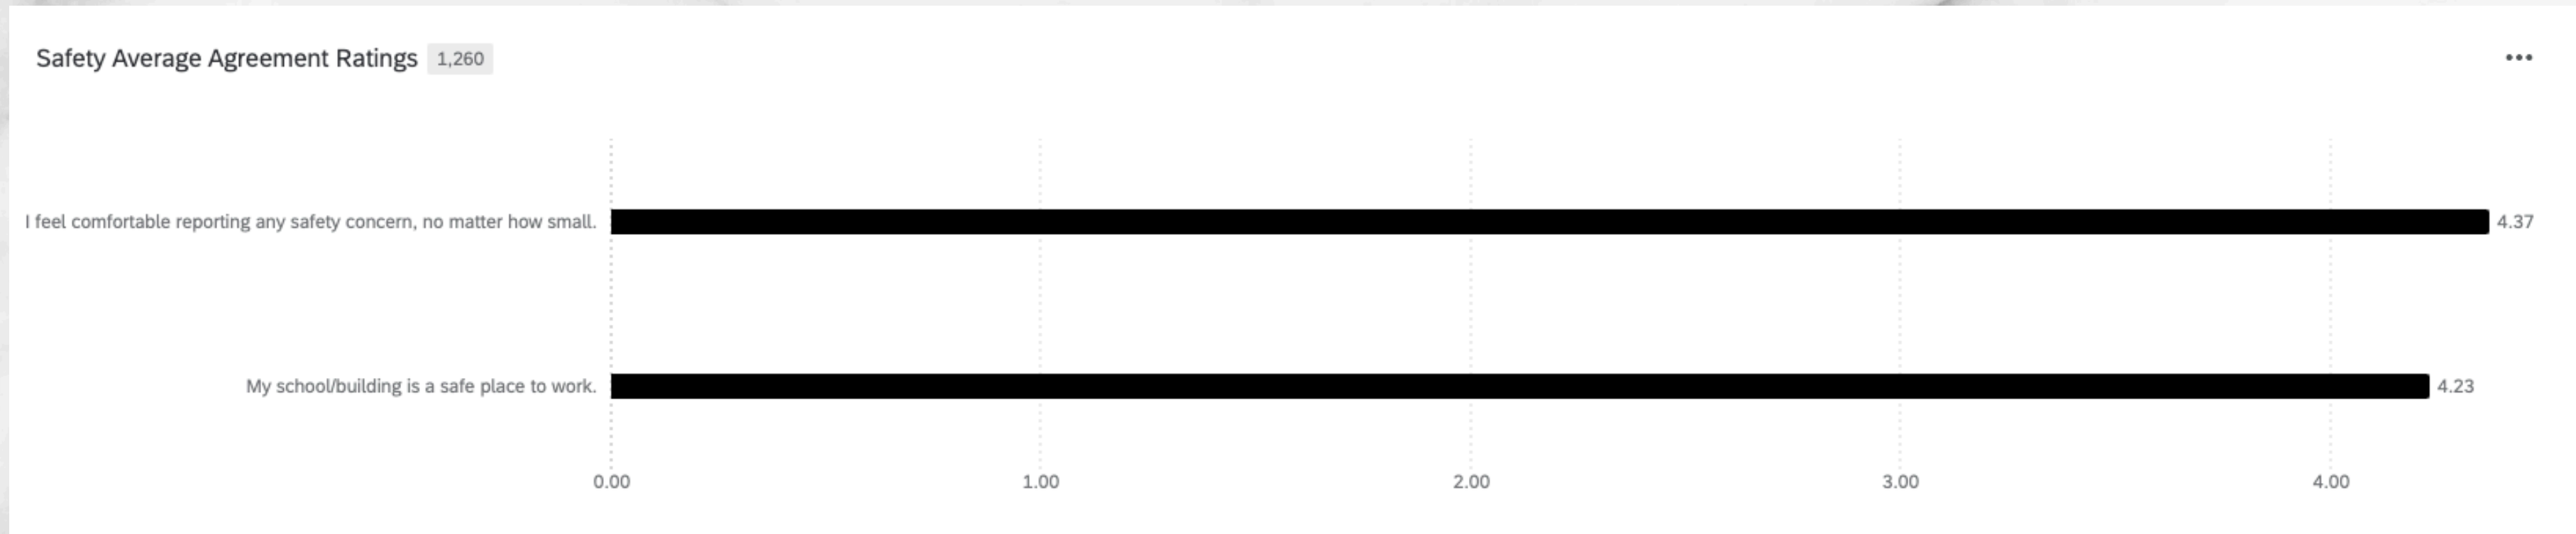 Safety Average Agreement Ratings 1,260
I feel comfortable reporting any safety concern, no matter how small. 4.37
My school/building is a safe place to work. 4.23
0.00 1.00 2.00 3.00 4.00